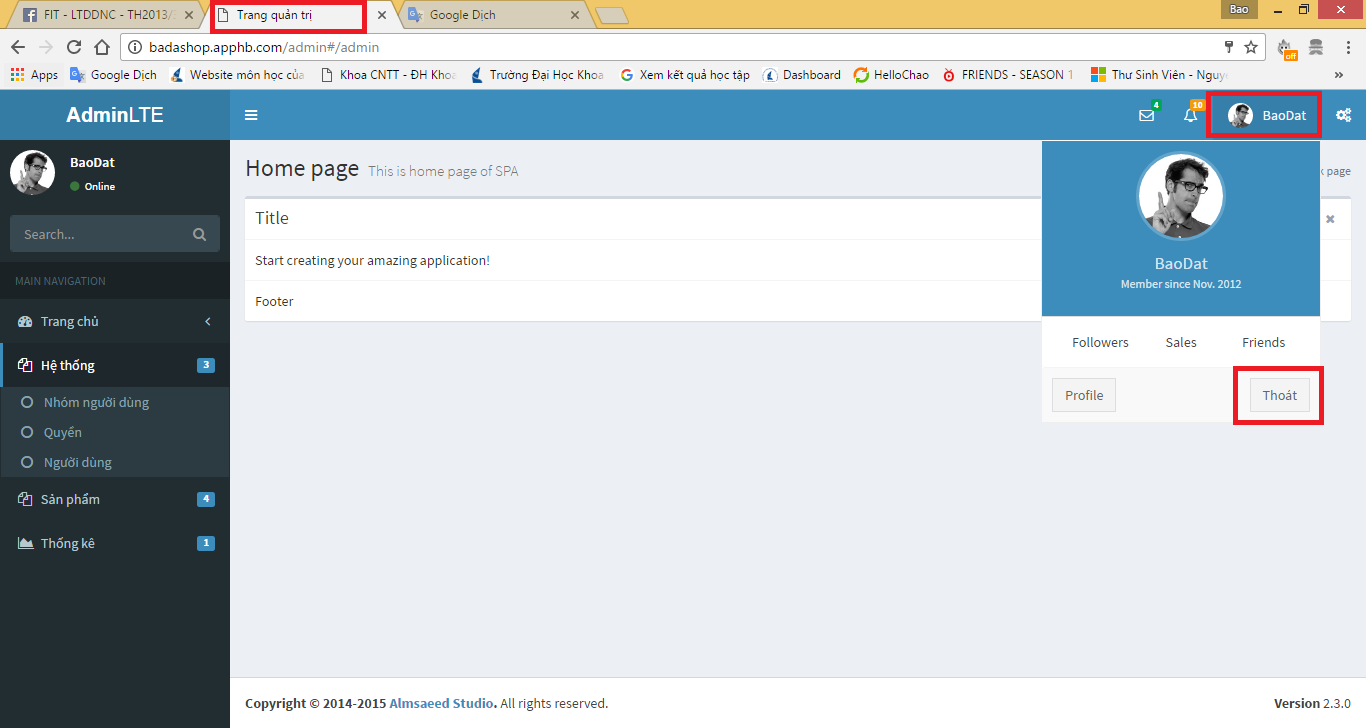 FIT - LTDDNC - TH2013/
Trang quản trị
Google Dịch
Bao
badashop.apphb.com/admin#/admin
off
Apps
Google Dịch
Website môn học củ
Khoa CNTT - ĐH Kho
Trường Đại Học Khoa
Xem kết quả học tập
Dashboard
HelloChao
FRIENDS - SEASON 1
Thư Sinh Viên - Nguy
»
AdminLTE
4
10
BaoDat
BaoDat
Online
Search...
MAIN NAVIGATION
Trang chủ
Hệ thống 3
Nhóm người dùng
Quyền
Người dùng
Sản phẩm 4
Thống kê 1
Home page This is home page of SPA
page
Title
Start creating your amazing application!
Footer
BaoDat
Member since Nov. 2012
Followers Sales Friends
Profile Thoát
Copyright © 2014-2015 Almsaeed Studio. All rights reserved.
Version 2.3.0